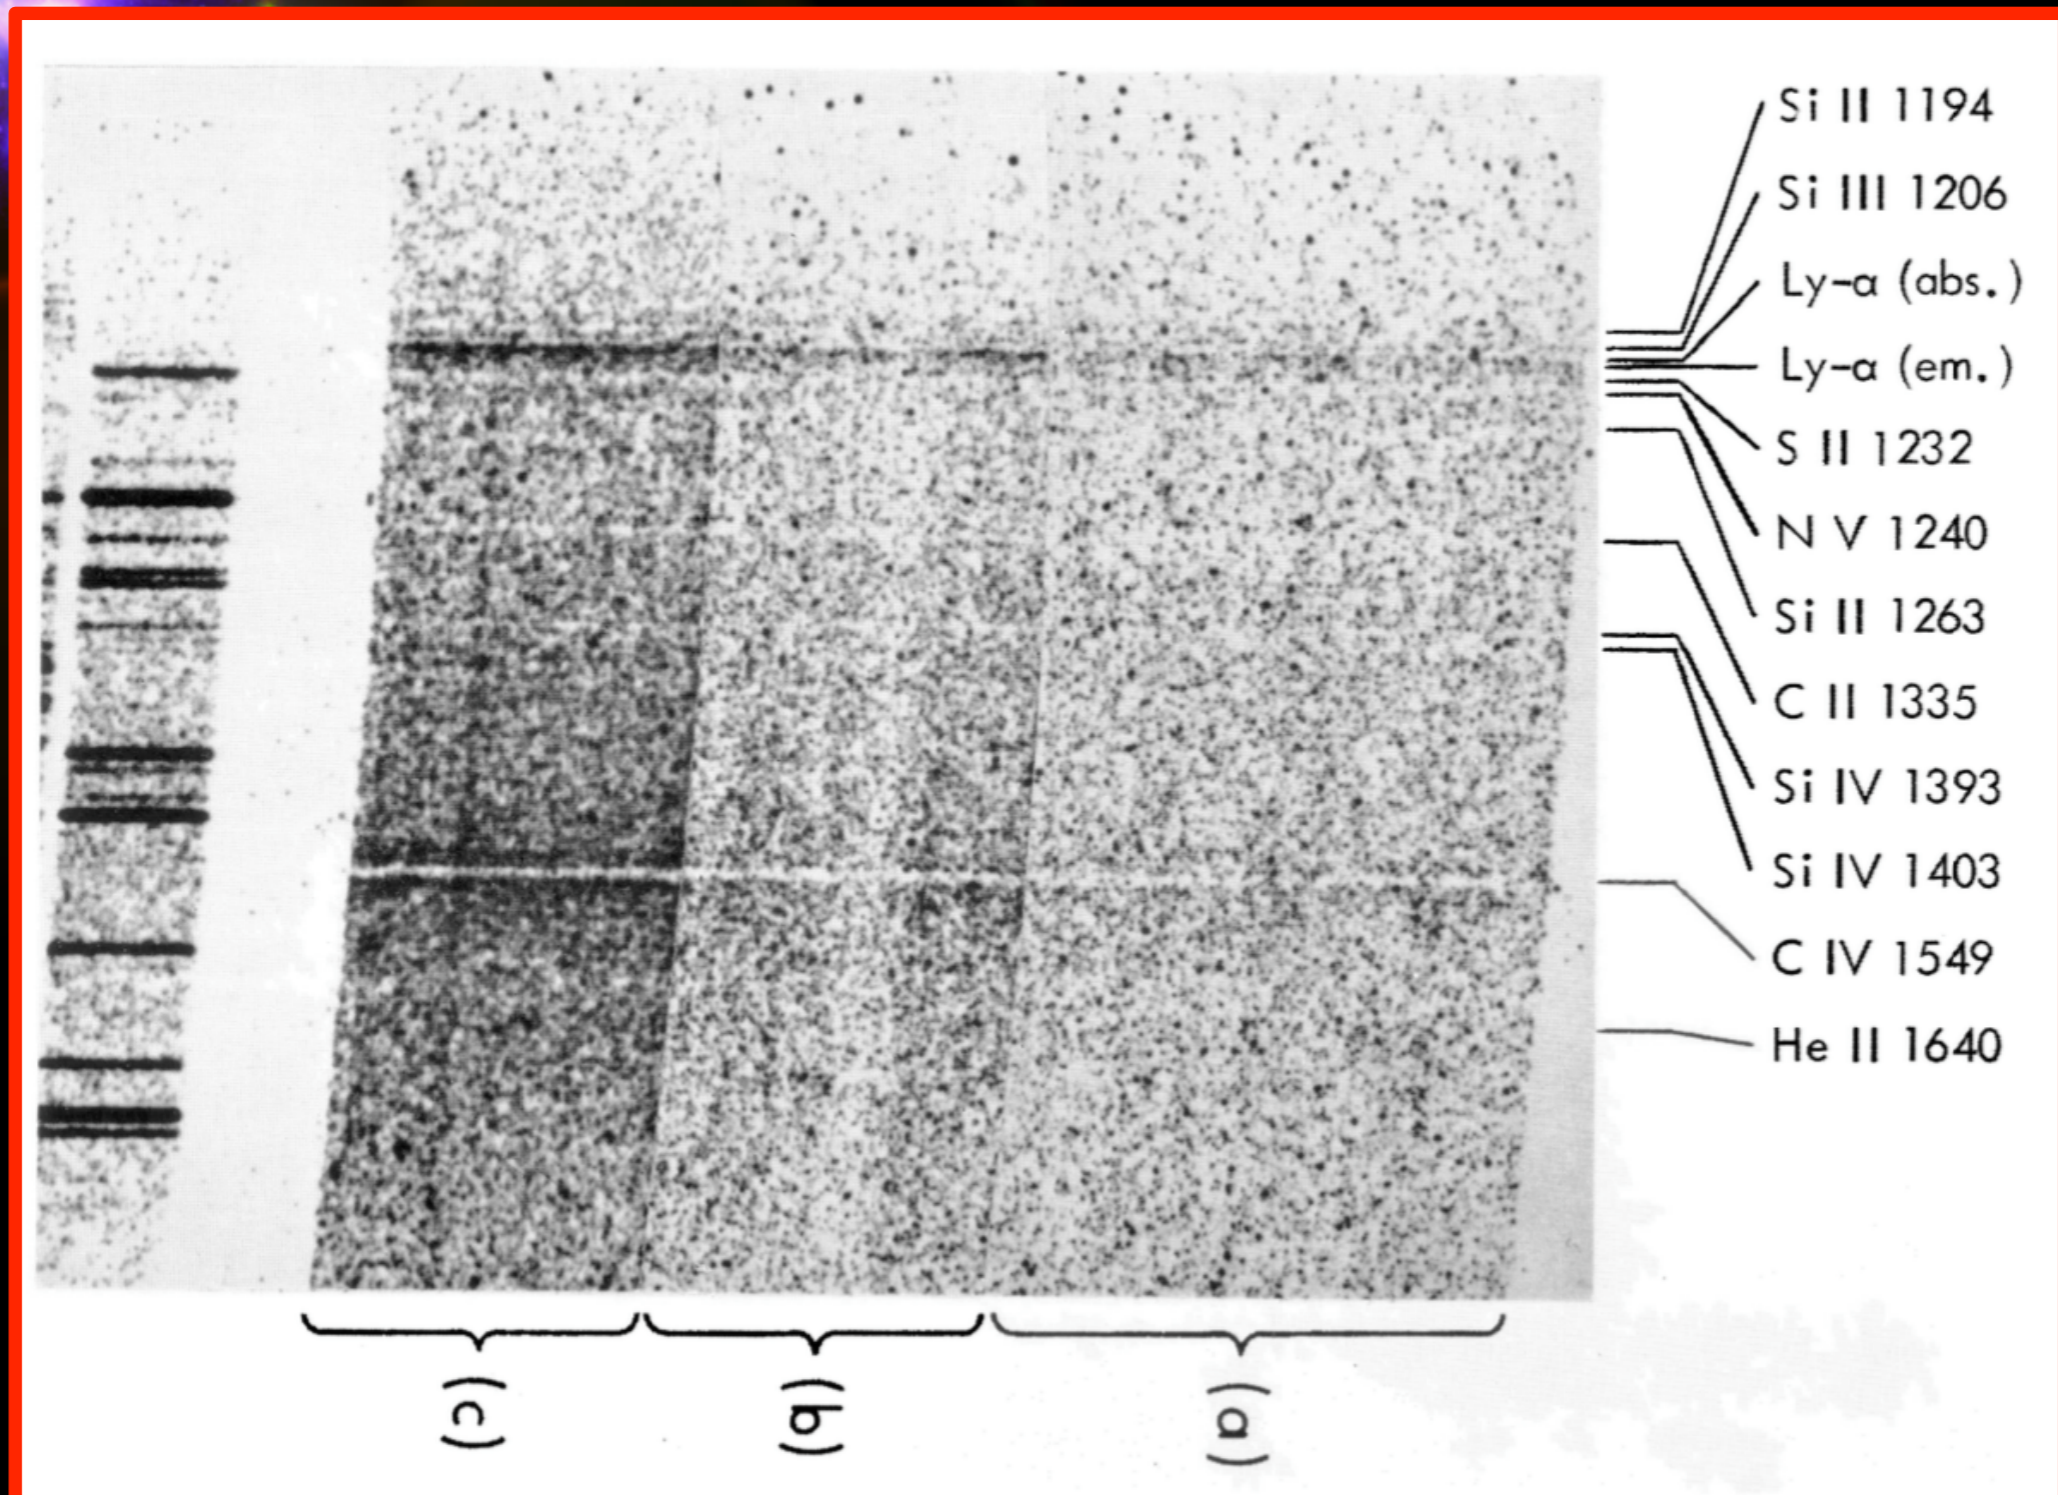 Si II 1194
Si III 1206
Ly-α (abs.)
Ly-α (em.)
S II 1232
N V 1240
Si II 1263
C II 1335
Si IV 1393
Si IV 1403
C IV 1549
He II 1640
(c)
(b)
(a)